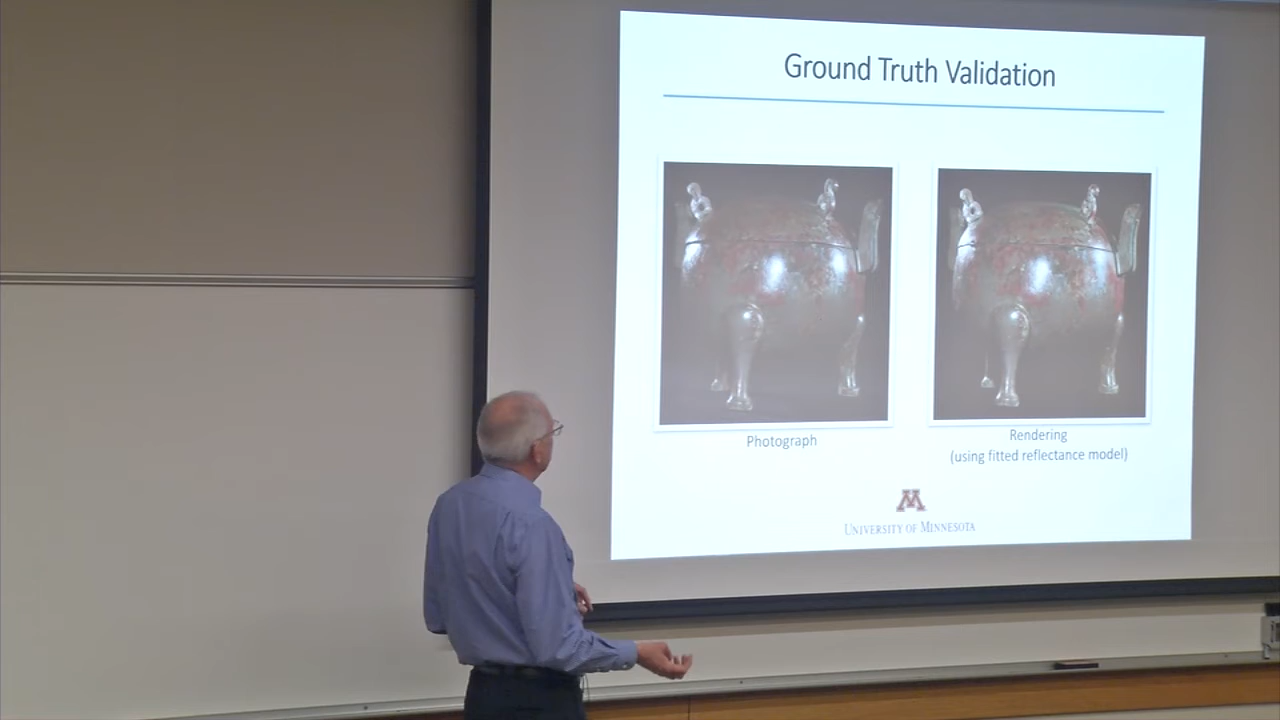 Ground Truth Validation
Photograph
Rendering
(using fitted reflectance model)
M
University of Minnesota